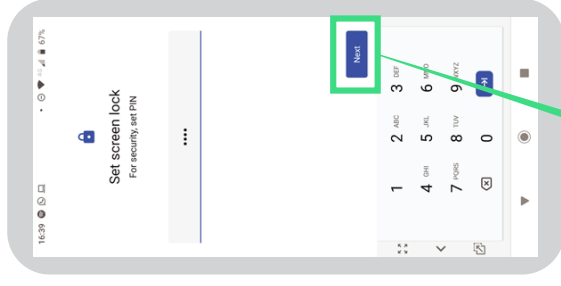 16:39 4G 67%
Set screen lock
For security, set PIN
••••
Next
1 2 ABC 3 DEF
4 GHI 5 JKL 6 MNO
7 PQRS 8 TUV 9
0